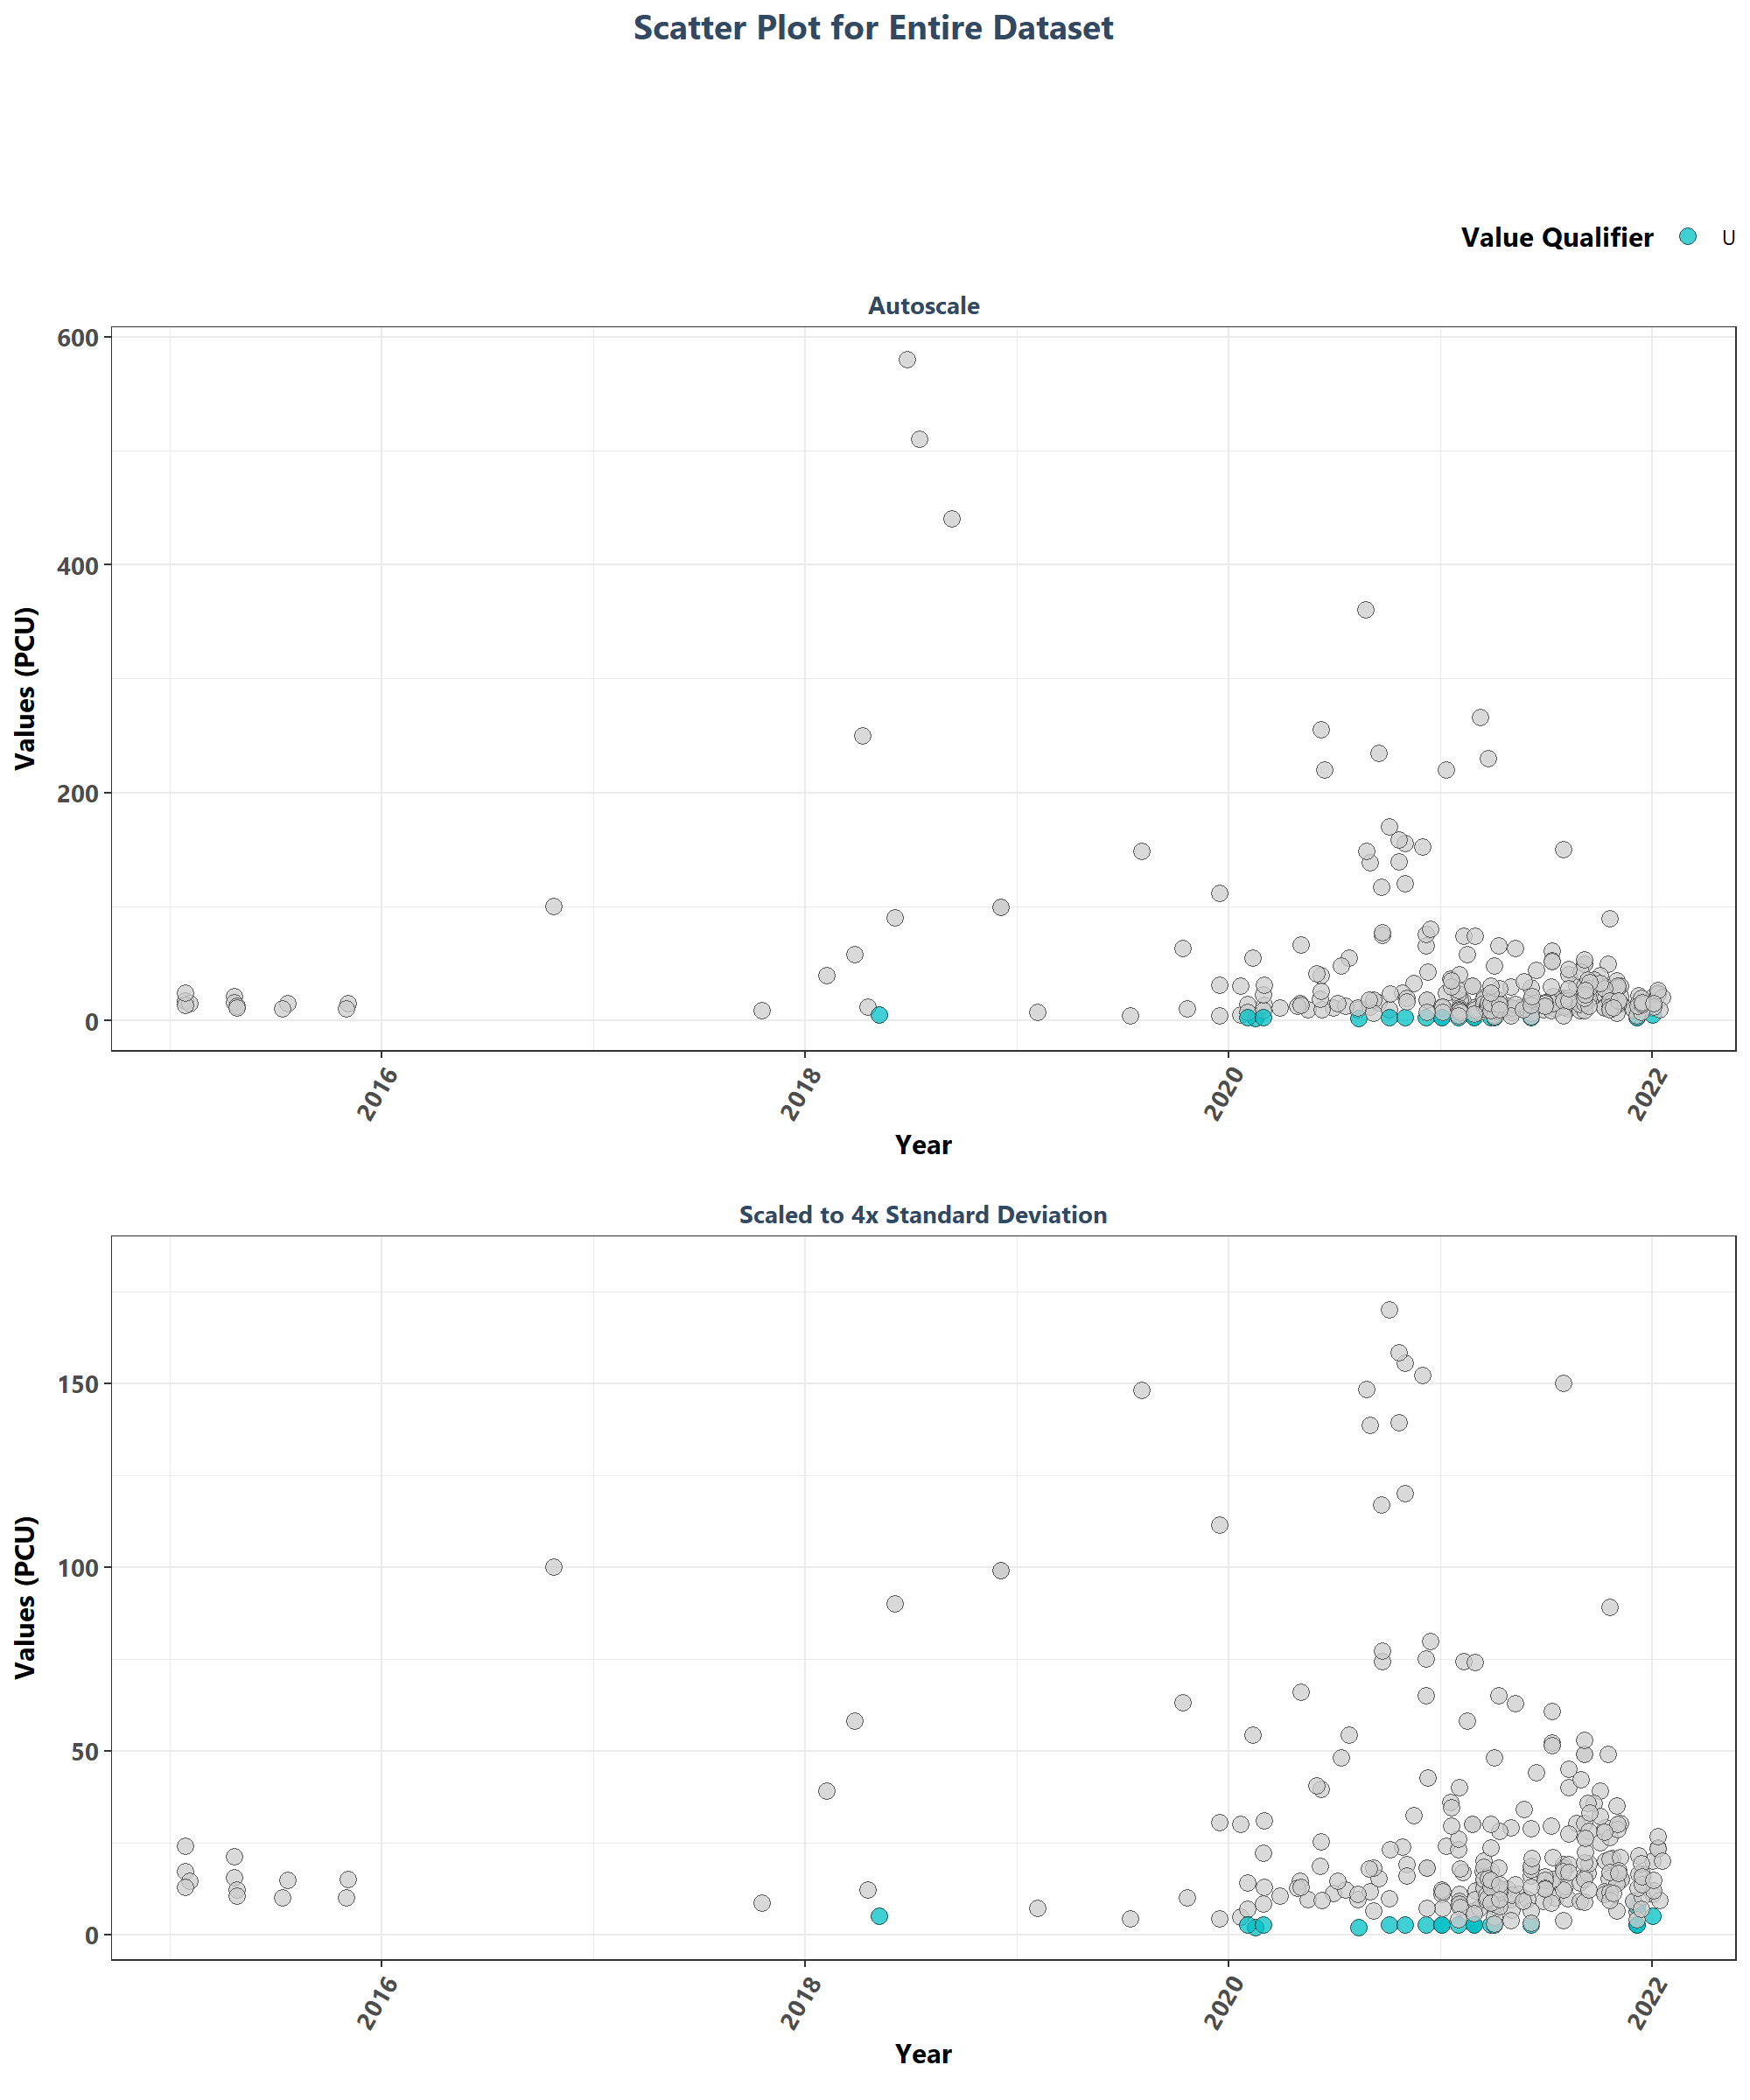 Scatter Plot for Entire Dataset
Value Qualifier U
Autoscale
600
400
200
0
Values (PCU)
2016 2018 2020 2022
Year
Scaled to 4x Standard Deviation
150
100
50
0
Values (PCU)
2016 2018 2020 2022
Year